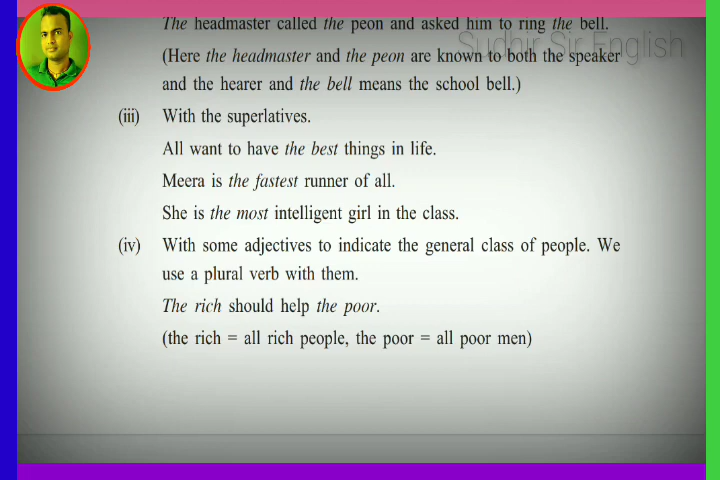 The headmaster called the peon and asked him to ring the bell.
Sudhir Sir English
(Here the headmaster and the peon are known to both the speaker
and the hearer and the bell means the school bell.)
(iii) With the superlatives.
All want to have the best things in life.
Meera is the fastest runner of all.
She is the most intelligent girl in the class.
(iv) With some adjectives to indicate the general class of people. We
use a plural verb with them.
The rich should help the poor.
(the rich = all rich people, the poor = all poor men)